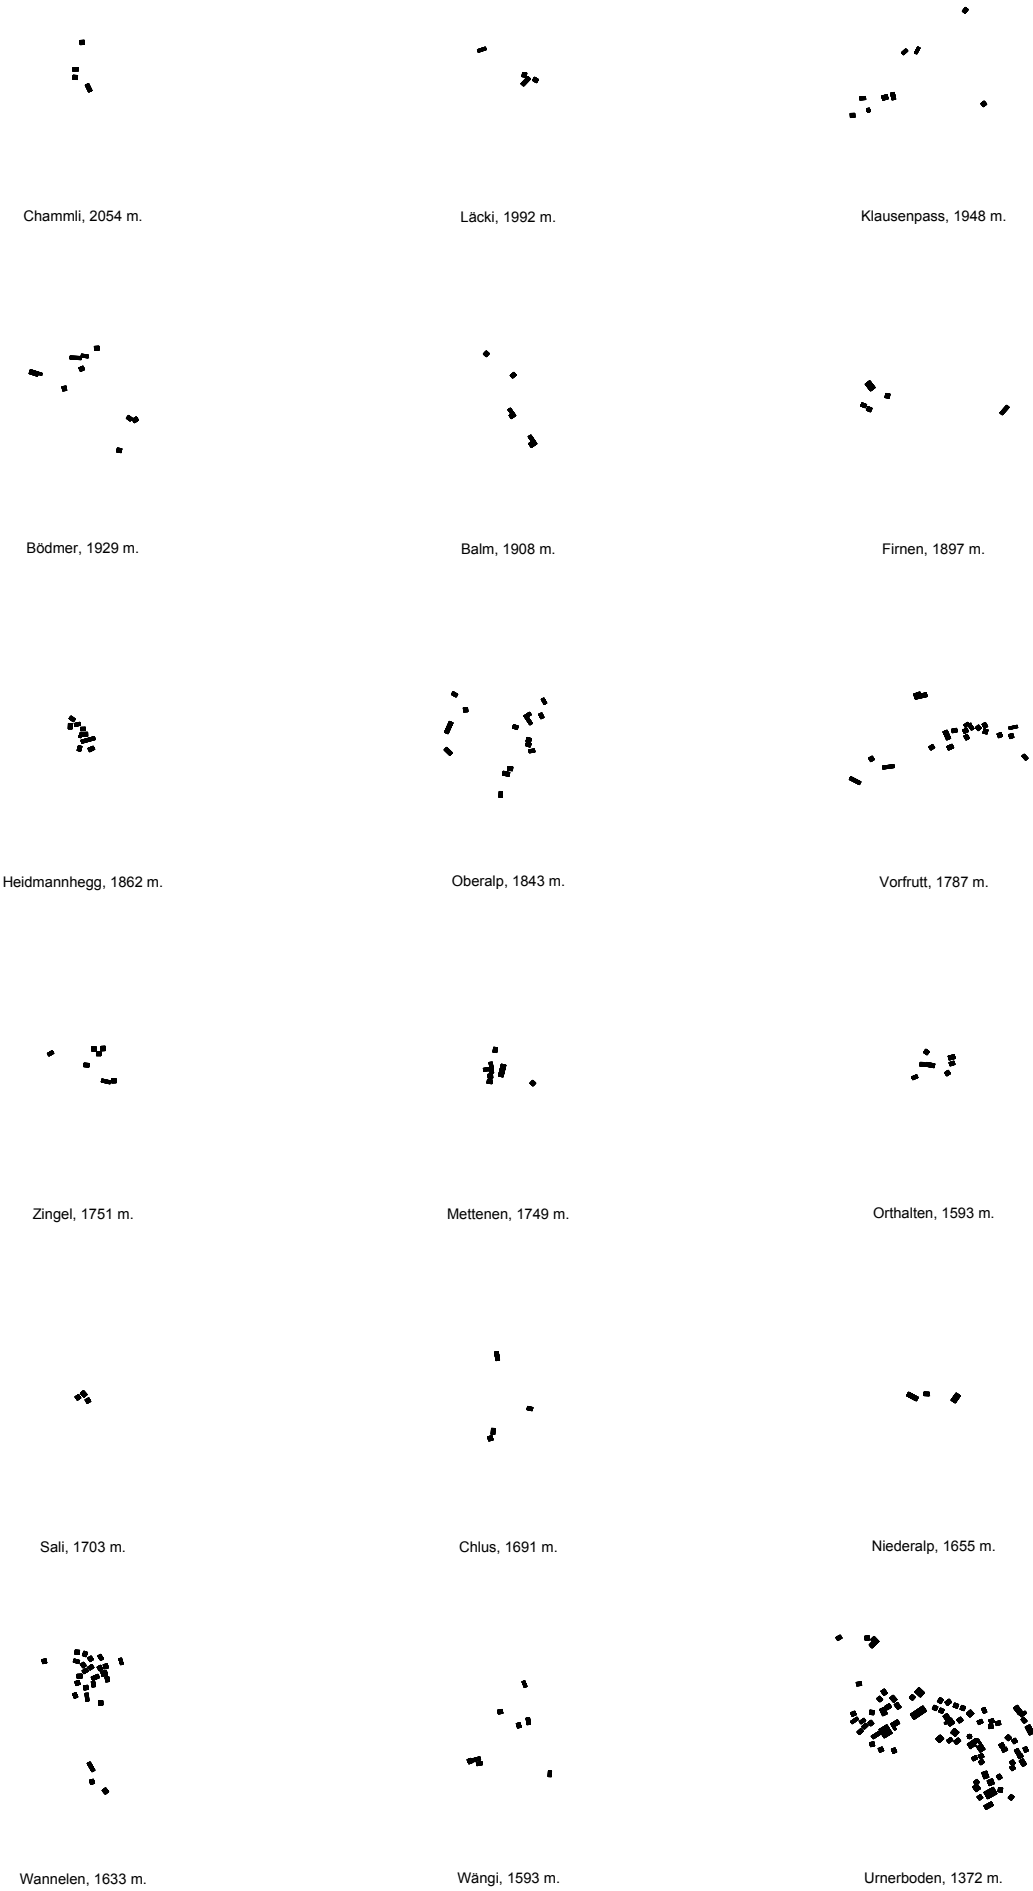 Chammli, 2054 m.
Läcki, 1992 m.
Klausenpass, 1948 m.
Bödmer, 1929 m.
Balm, 1908 m.
Firnen, 1897 m.
Heidmannhegg, 1862 m.
Oberalp, 1843 m.
Vorfrutt, 1787 m.
Zingel, 1751 m.
Mettenen, 1749 m.
Orthalten, 1593 m.
Sali, 1703 m.
Chlus, 1691 m.
Niederalp, 1655 m.
Wannelen, 1633 m.
Wängi, 1593 m.
Urnerboden, 1372 m.